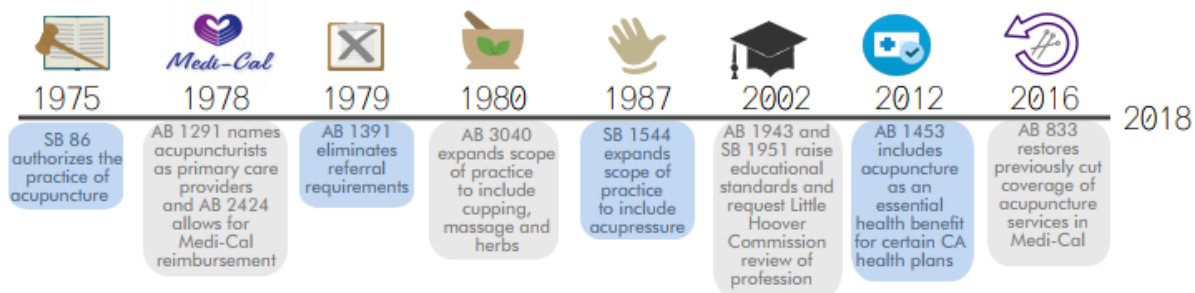 Medi-Cal
1975
1978
1979
1980
1987
2002
2012
2016
2018
SB 86
authorizes the
practice of
acupuncture
AB 1291 names
acupuncturists
as primary care
providers
and AB 2424
allows for
Medi-Cal
reimbursement
AB 1391
eliminates
referral
requirements
AB 3040
expands scope
of practice
to include
cupping,
massage and
herbs
SB 1544
expands
scope of
practice
to include
acupressure
AB 1943 and
SB 1951 raise
educational
standards and
request Little
Hoover
Commission
review of
profession
AB 1453
includes
acupuncture
as an
essential
health benefit
for certain CA
health plans
AB 833
restores
previously cut
coverage of
acupuncture
services in
Medi-Cal